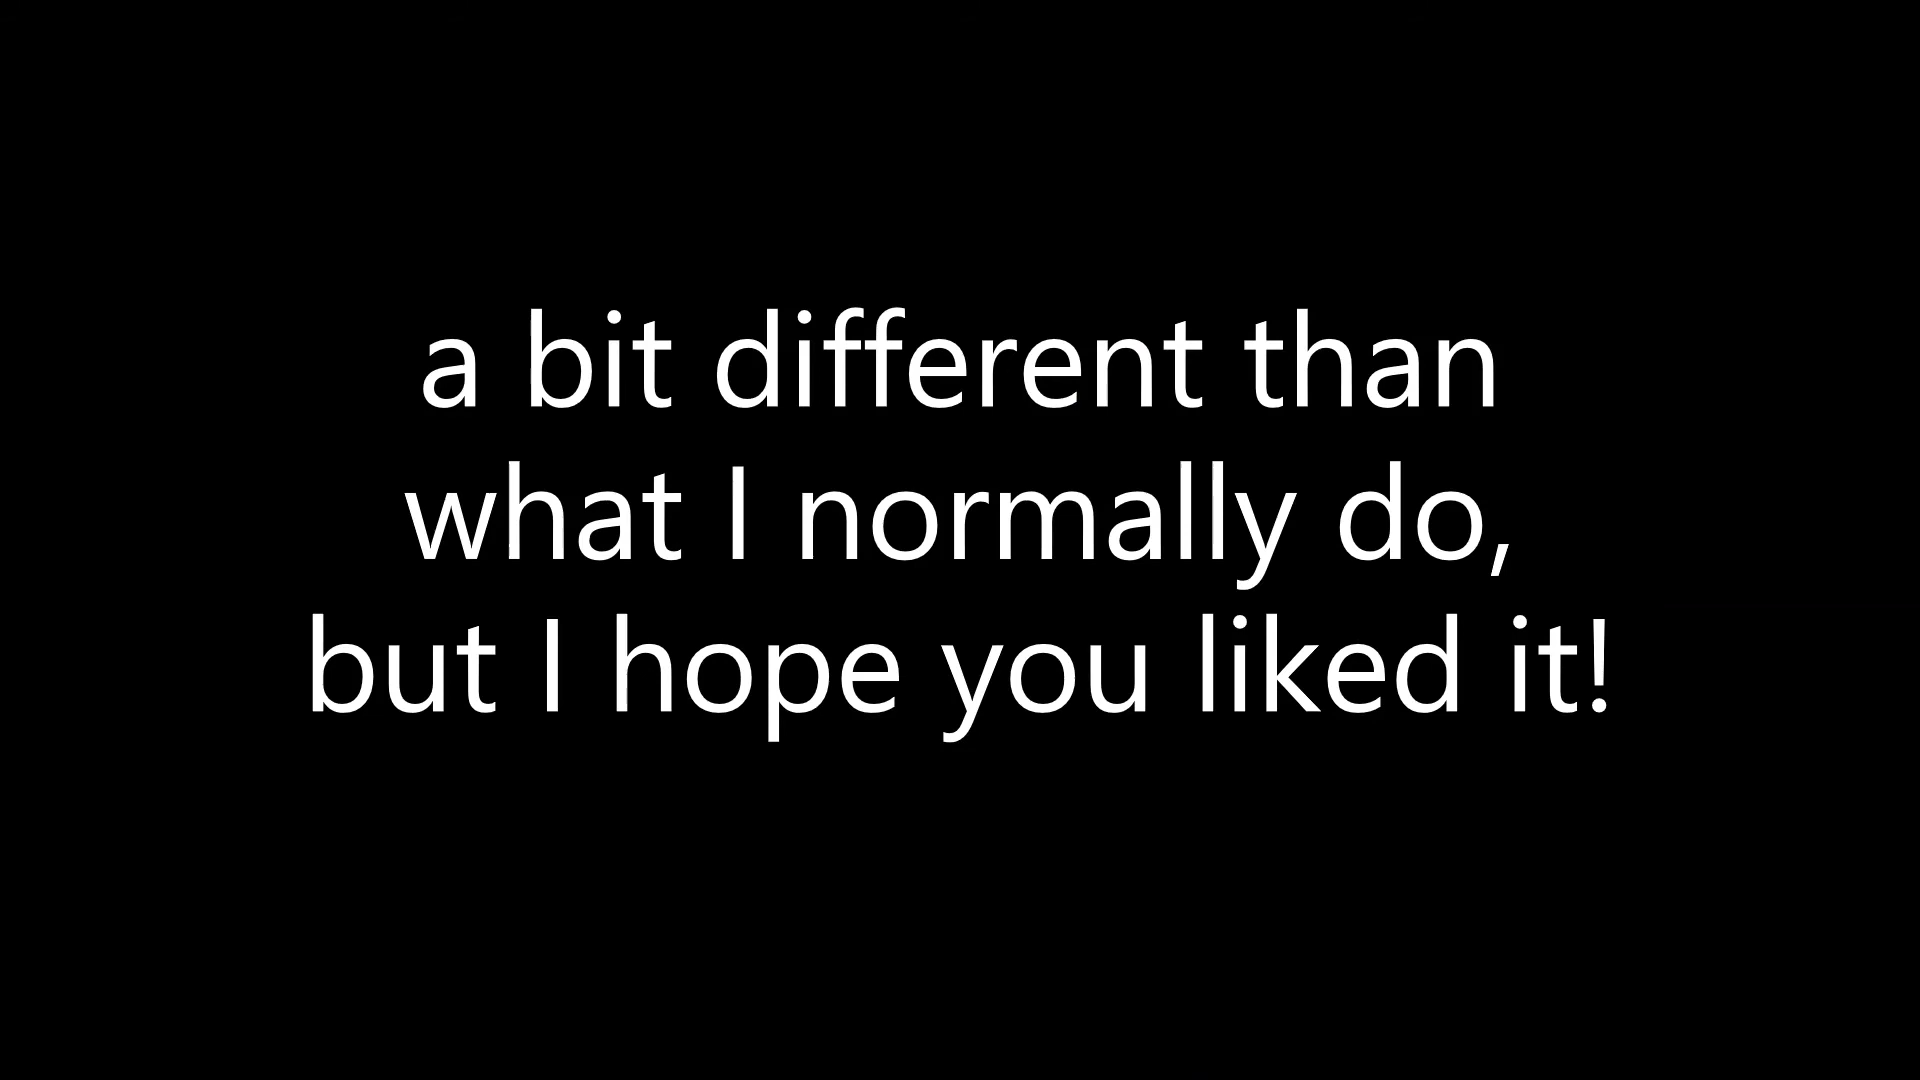 a bit different than
what I normally do,
but I hope you liked it!